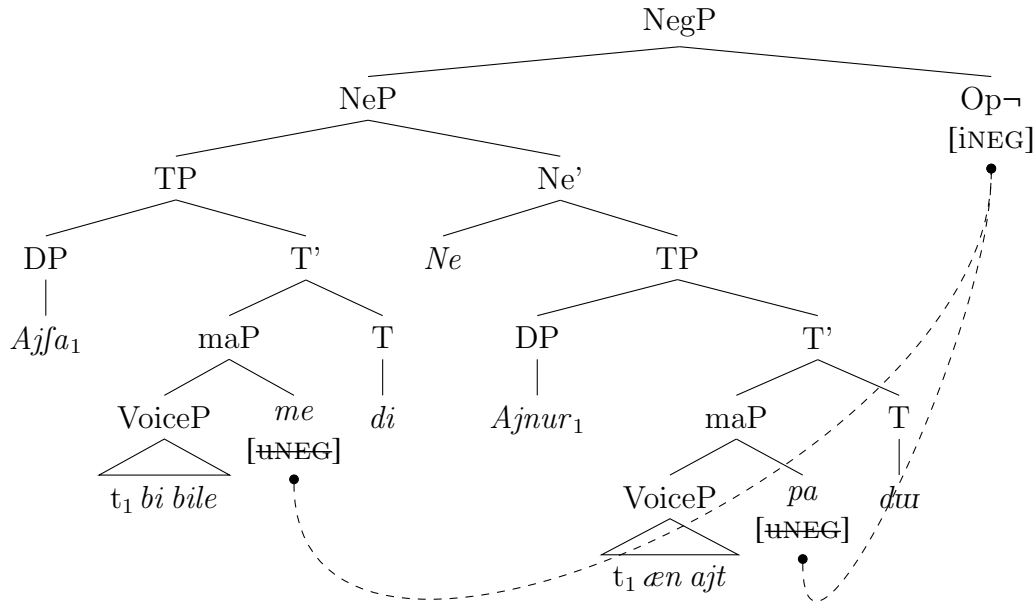 NegP
NeP Op¬
[iNEG]
TP Ne'
DP T' Ne TP
Ajʃa₁ maP T DP T'
VoiceP me di Ajnur₁ maP T
[uNEG]
t₁ bi bile VoiceP pa dɯ
[uNEG]
t₁ æn ajt